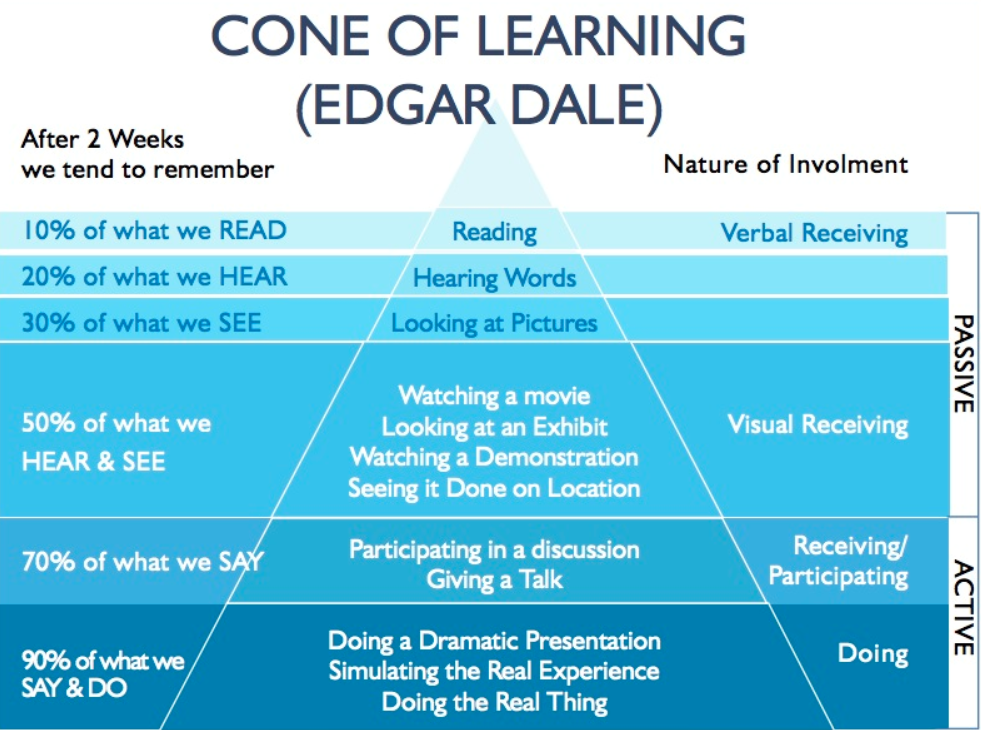 CONE OF LEARNING
(EDGAR DALE)
After 2 Weeks
we tend to remember
Nature of Involment
10% of what we READ
Reading
Verbal Receiving
20% of what we HEAR
Hearing Words
30% of what we SEE
Looking at Pictures
50% of what we
HEAR & SEE
Watching a movie
Looking at an Exhibit
Watching a Demonstration
Seeing it Done on Location
Visual Receiving
PASSIVE
70% of what we SAY
Participating in a discussion
Giving a Talk
Receiving/
Participating
90% of what we
SAY & DO
Doing a Dramatic Presentation
Simulating the Real Experience
Doing the Real Thing
Doing
ACTIVE